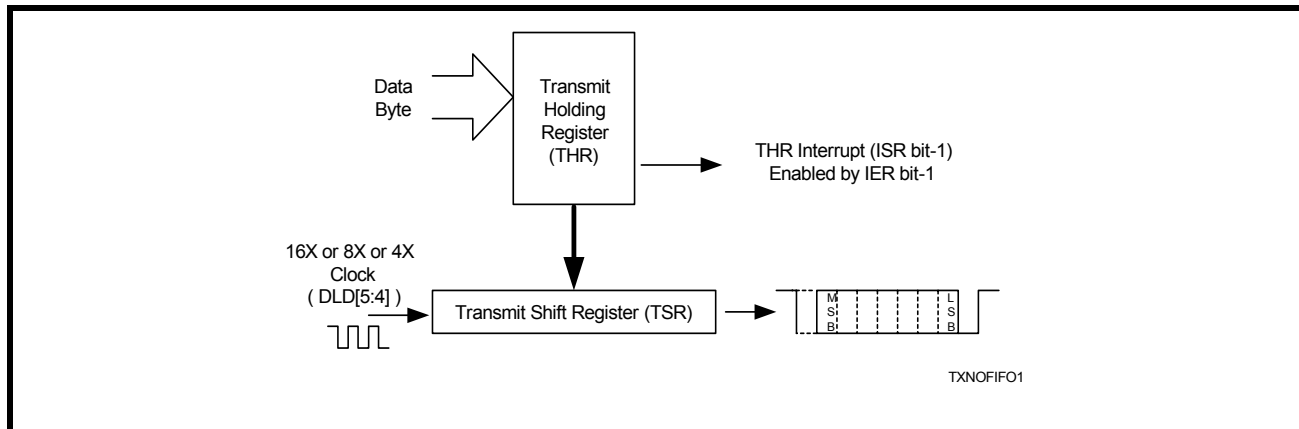 Data
Byte
Transmit
Holding
Register
(THR)
THR Interrupt (ISR bit-1)
Enabled by IER bit-1
16X or 8X or 4X
Clock
( DLD[5:4] )
Transmit Shift Register (TSR)
M
S
B
L
S
B
TXNOFIFO1